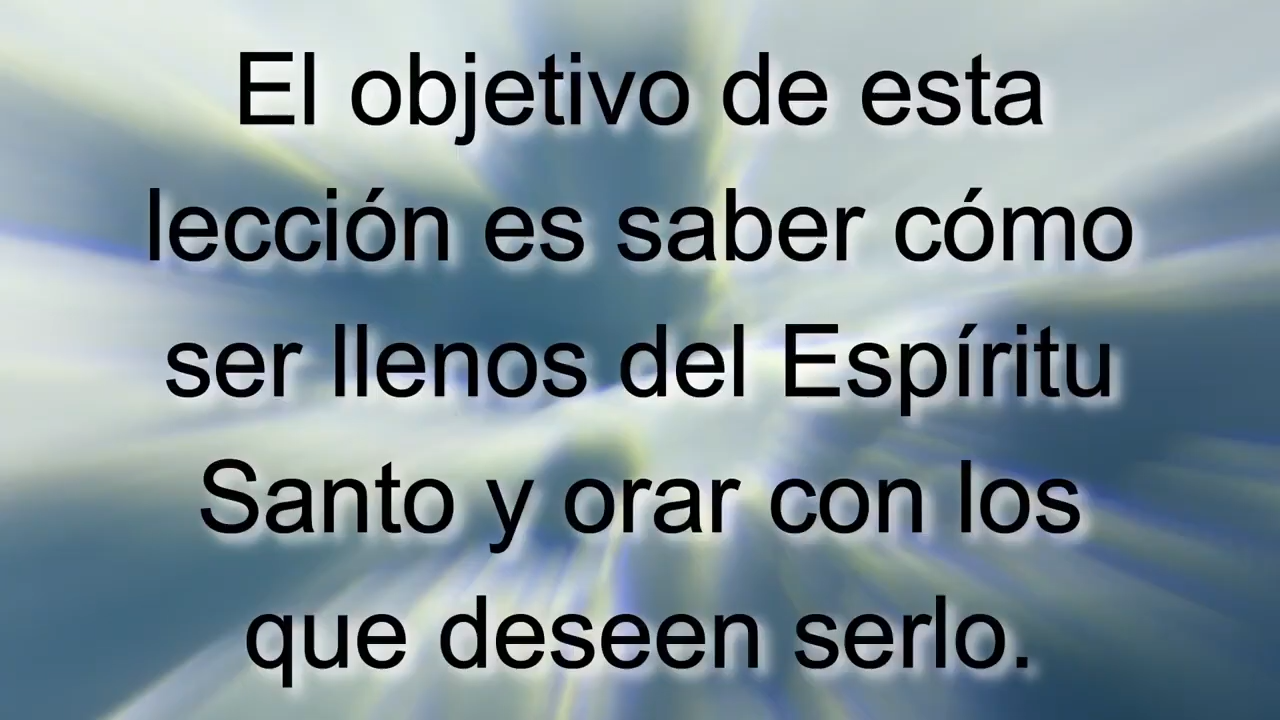 El objetivo de esta
lección es saber cómo
ser llenos del Espíritu
Santo y orar con los
que deseen serlo.